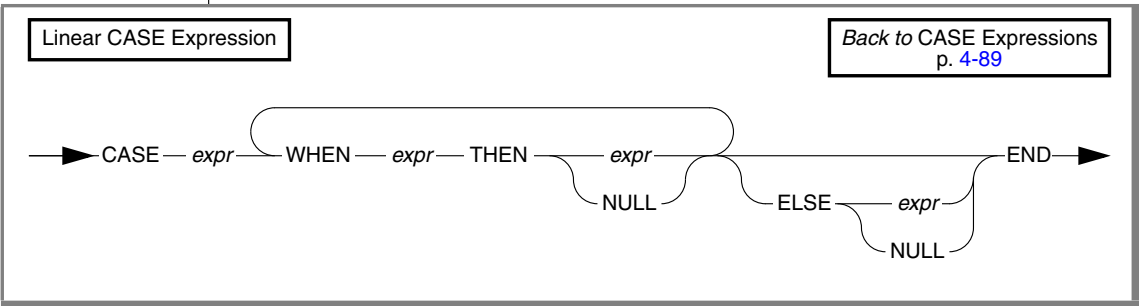 Linear CASE Expression
Back to CASE Expressions
p. 4-89
CASE expr WHEN expr THEN expr END
NULL ELSE expr
NULL